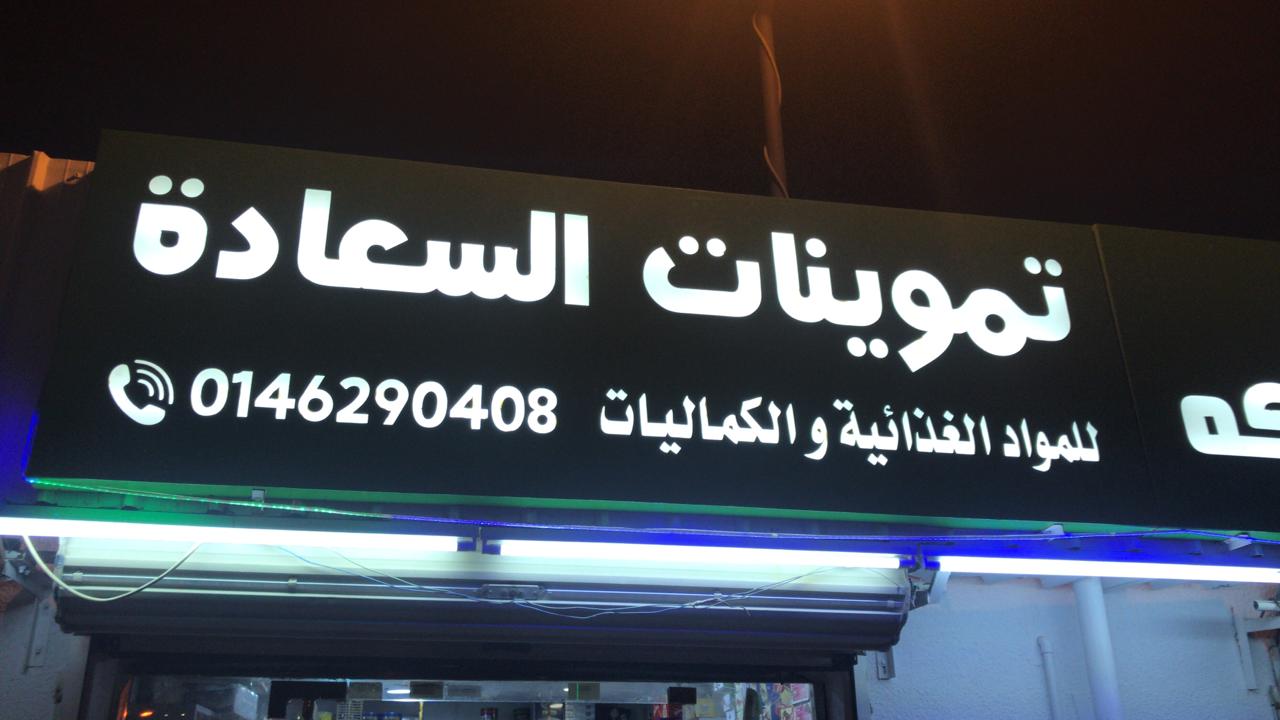 تموينات السعادة
للمواد الغذائية و الكماليات 0146290408